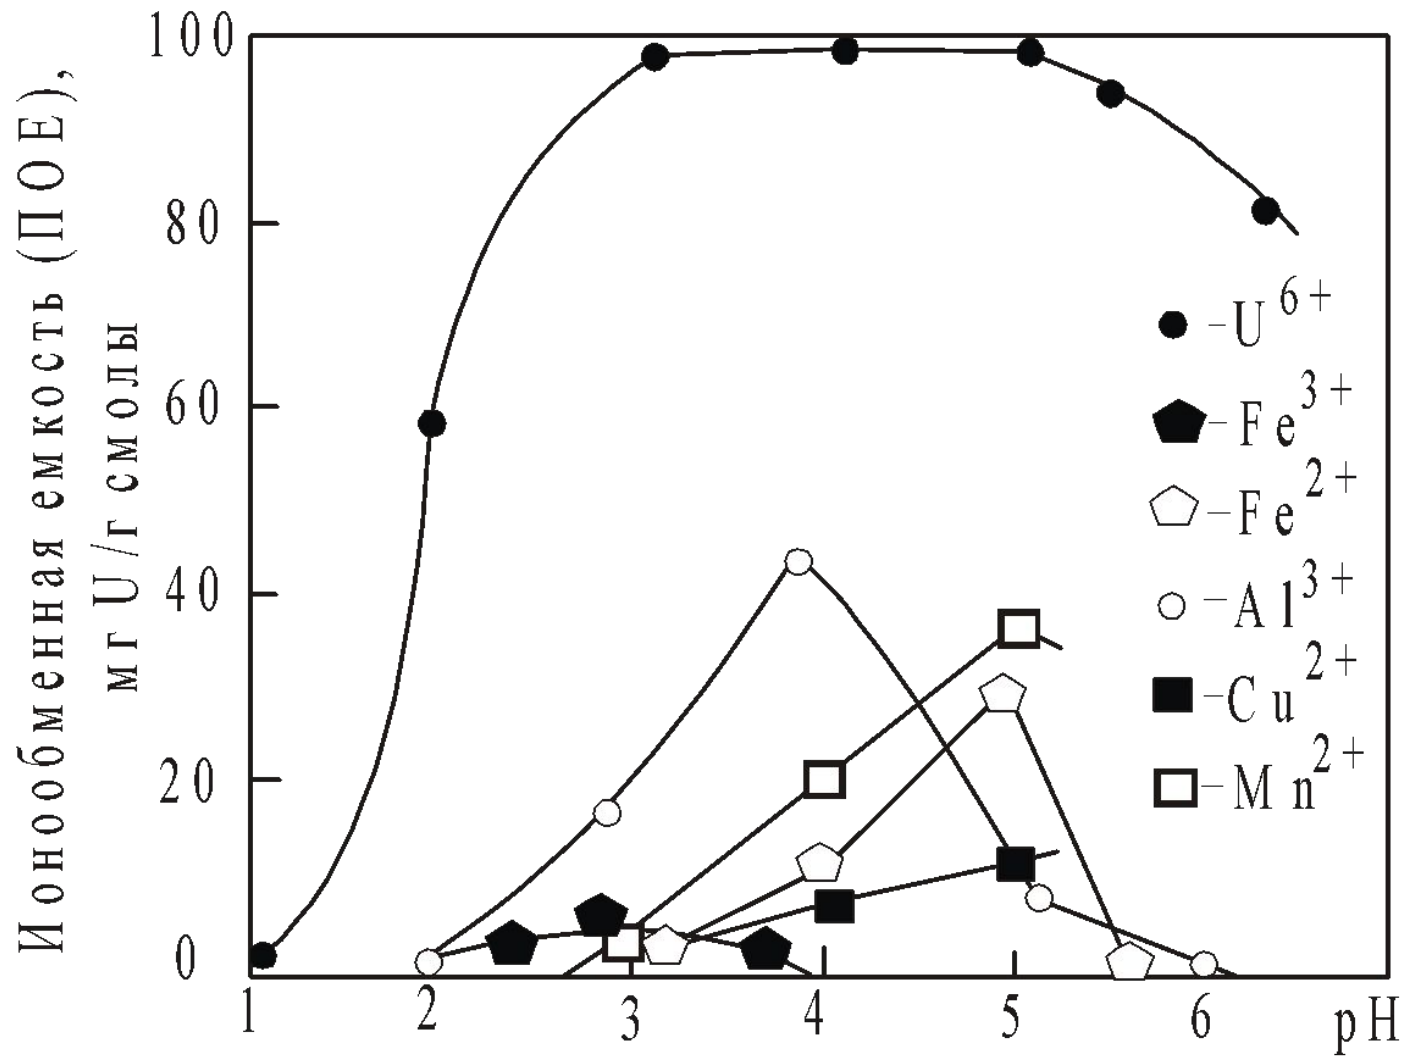 Ионообменная емкость (ПОЕ),
мг U/г смолы
100
80
60
40
20
0
1 2 3 4 5 6 pH
–U⁶⁺
–Fe³⁺
–Fe²⁺
–Al³⁺
–Cu²⁺
–Mn²⁺